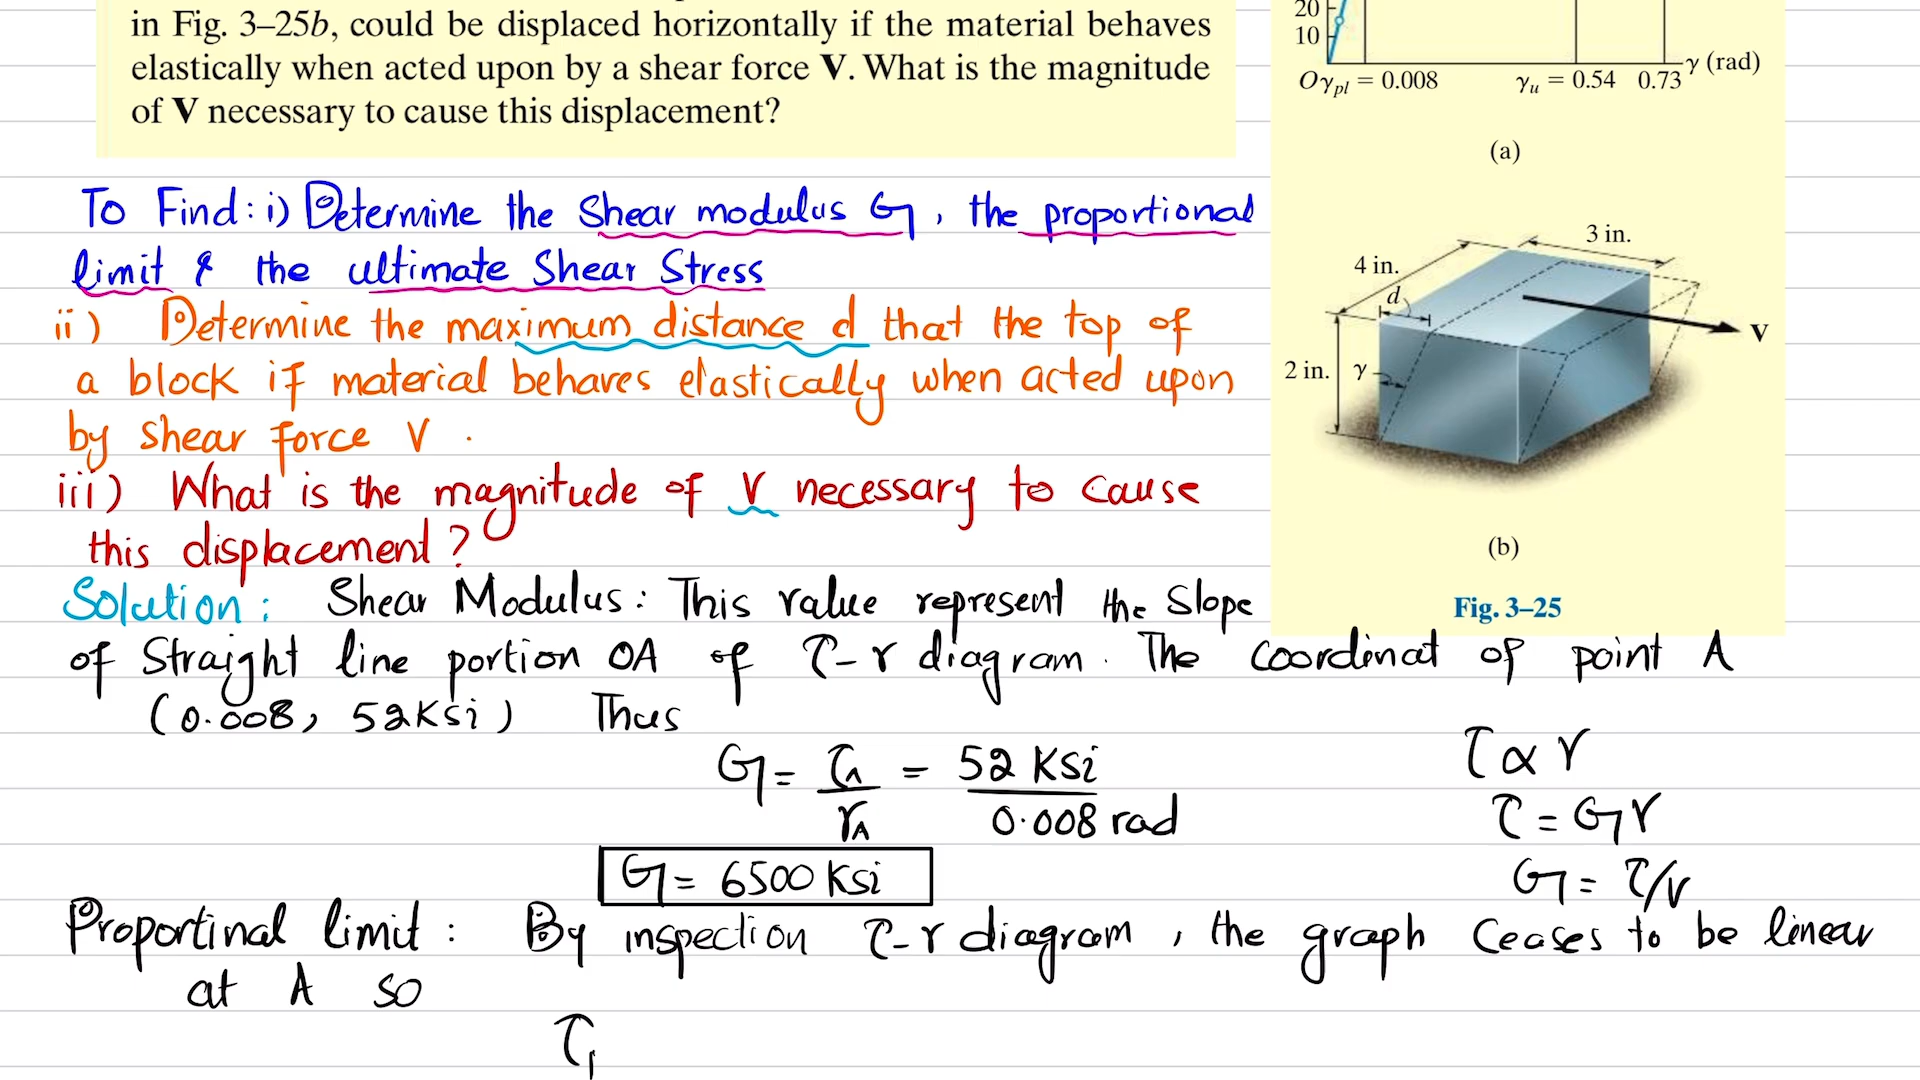 in Fig. 3–25b, could be displaced horizontally if the material behaves
elastically when acted upon by a shear force V. What is the magnitude
of V necessary to cause this displacement?
20
10
O γpl = 0.008 γu = 0.54 0.73 γ (rad)
(a)
To Find: i) Determine the Shear modulus G, the proportional
limit & the ultimate Shear Stress
ii) Determine the maximum distance d that the top of
a block if material behaves elastically when acted upon
by shear force V.
iii) What is the magnitude of V necessary to cause
this displacement?
3 in.
4 in.
d
V
2 in. γ
(b)
Fig. 3–25
Solution: Shear Modulus: This value represent the Slope
of Straight line portion OA of τ-γ diagram. The Coordinat of point A
(0.008, 52Ksi) Thus
G = τA/γA = 52 Ksi/0.008 rad
G = 6500 Ksi
τ ∝ γ
τ = Gγ
G = τ/γ
Proportinal limit: By inspection τ-γ diagram, the graph Ceases to be linear
at A so
τ